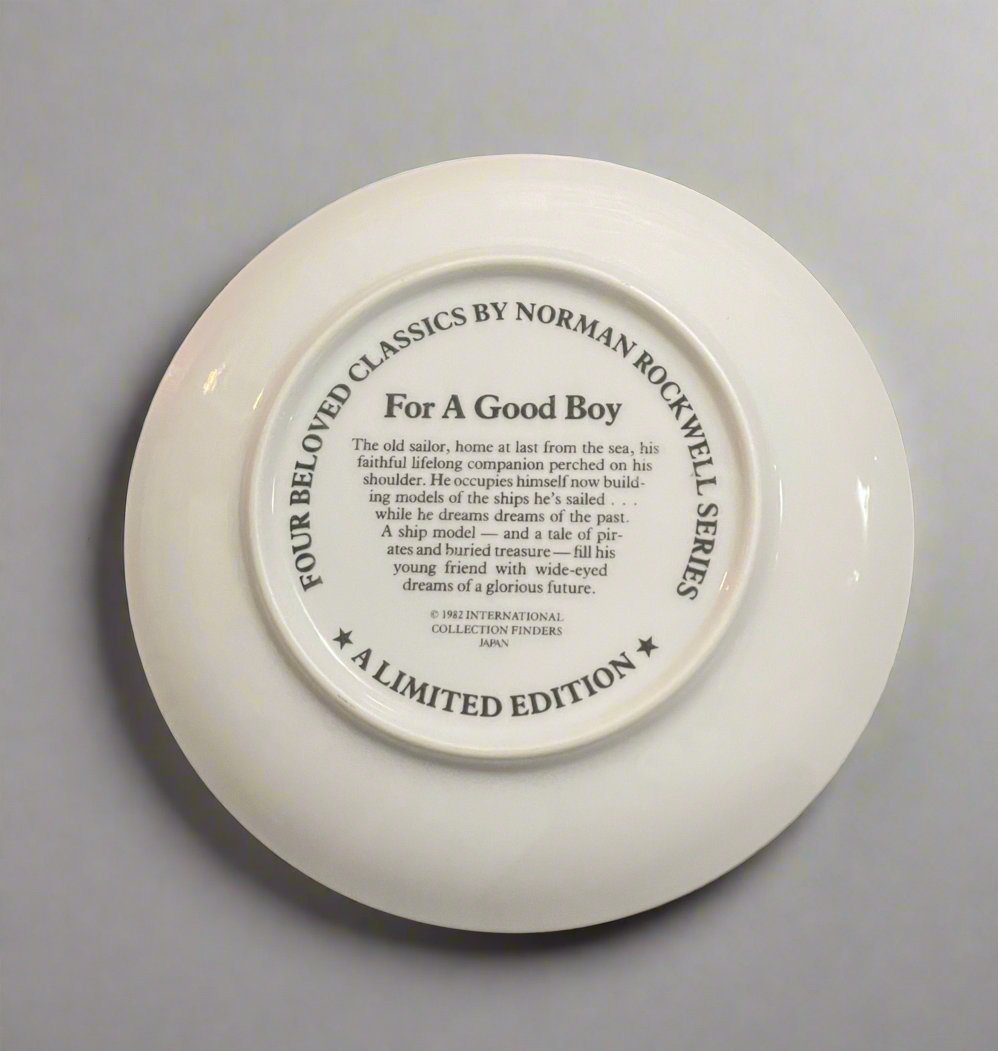 FOUR BELOVED CLASSICS BY NORMAN ROCKWELL SERIES
For A Good Boy
The old sailor, home at last from the sea, his
faithful lifelong companion perched on his
shoulder. He occupies himself now build-
ing models of the ships he's sailed . . .
while he dreams dreams of the past.
A ship model — and a tale of pir-
ates and buried treasure — fill his
young friend with wide-eyed
dreams of a glorious future.
© 1982 INTERNATIONAL
COLLECTION FINDERS
JAPAN
★ A LIMITED EDITION ★